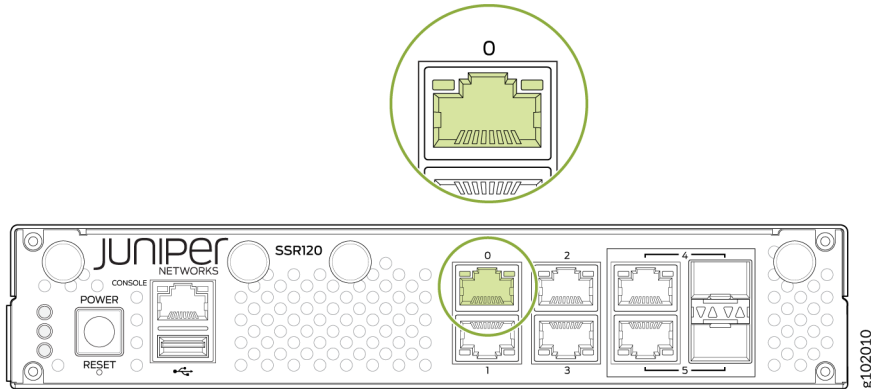 0
JUNIPER
NETWORKS
SSR120
CONSOLE
POWER
RESET
0
2
4
1
3
5
g102010